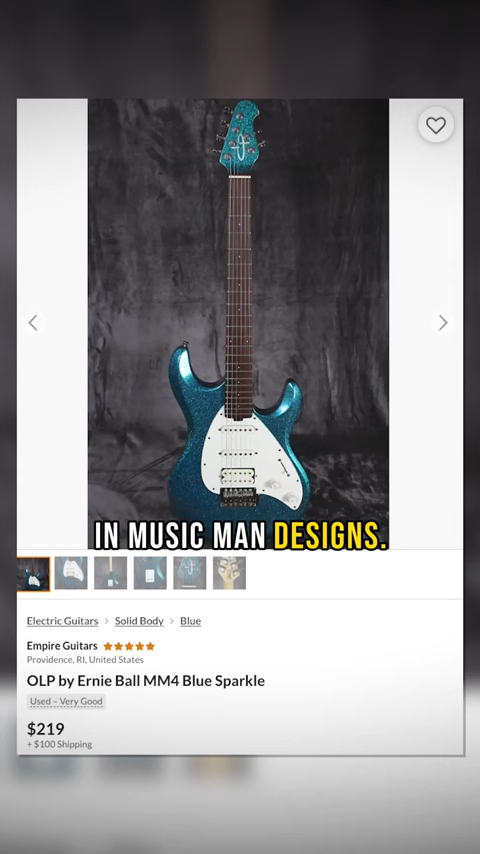 IN MUSIC MAN DESIGNS.
Electric Guitars > Solid Body > Blue
Empire Guitars
Providence, RI, United States
OLP by Ernie Ball MM4 Blue Sparkle
Used – Very Good
$219
+ $100 Shipping